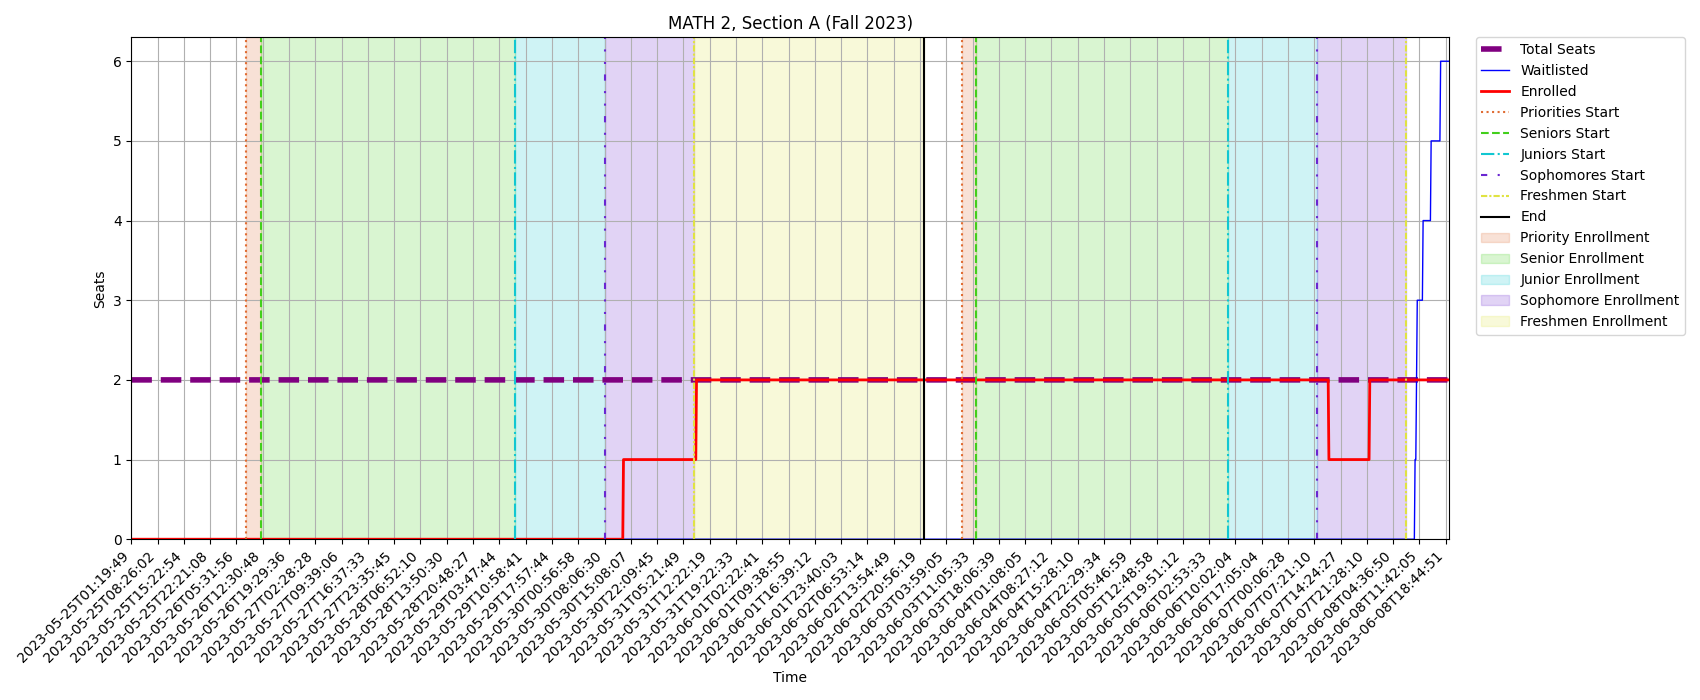 MATH 2, Section A (Fall 2023)
Seats
6
5
4
3
2
1
0
2023-05-25T01:19:49
2023-05-25T08:26:02
2023-05-25T15:22:54
2023-05-25T22:21:08
2023-05-26T05:31:56
2023-05-26T12:30:48
2023-05-26T19:29:36
2023-05-27T02:28:28
2023-05-27T09:39:06
2023-05-27T16:37:33
2023-05-27T23:35:45
2023-05-28T06:52:10
2023-05-28T13:50:30
2023-05-28T20:48:27
2023-05-29T03:47:44
2023-05-29T10:58:41
2023-05-29T17:57:44
2023-05-30T00:56:58
2023-05-30T08:06:30
2023-05-30T15:08:07
2023-05-30T22:09:45
2023-05-31T05:21:49
2023-05-31T12:22:19
2023-05-31T19:22:33
2023-06-01T02:22:41
2023-06-01T09:38:55
2023-06-01T16:39:12
2023-06-01T23:40:03
2023-06-02T06:53:14
2023-06-02T13:54:49
2023-06-02T20:56:19
2023-06-03T03:59:05
2023-06-03T11:05:33
2023-06-03T18:06:39
2023-06-04T01:08:05
2023-06-04T08:27:12
2023-06-04T15:28:10
2023-06-04T22:29:34
2023-06-05T05:46:59
2023-06-05T12:48:58
2023-06-05T19:51:12
2023-06-06T02:53:33
2023-06-06T10:02:04
2023-06-06T17:05:04
2023-06-07T00:06:28
2023-06-07T07:21:10
2023-06-07T14:24:27
2023-06-07T21:28:10
2023-06-08T04:36:50
2023-06-08T11:42:05
2023-06-08T18:44:51
Time
Total Seats
Waitlisted
Enrolled
Priorities Start
Seniors Start
Juniors Start
Sophomores Start
Freshmen Start
End
Priority Enrollment
Senior Enrollment
Junior Enrollment
Sophomore Enrollment
Freshmen Enrollment